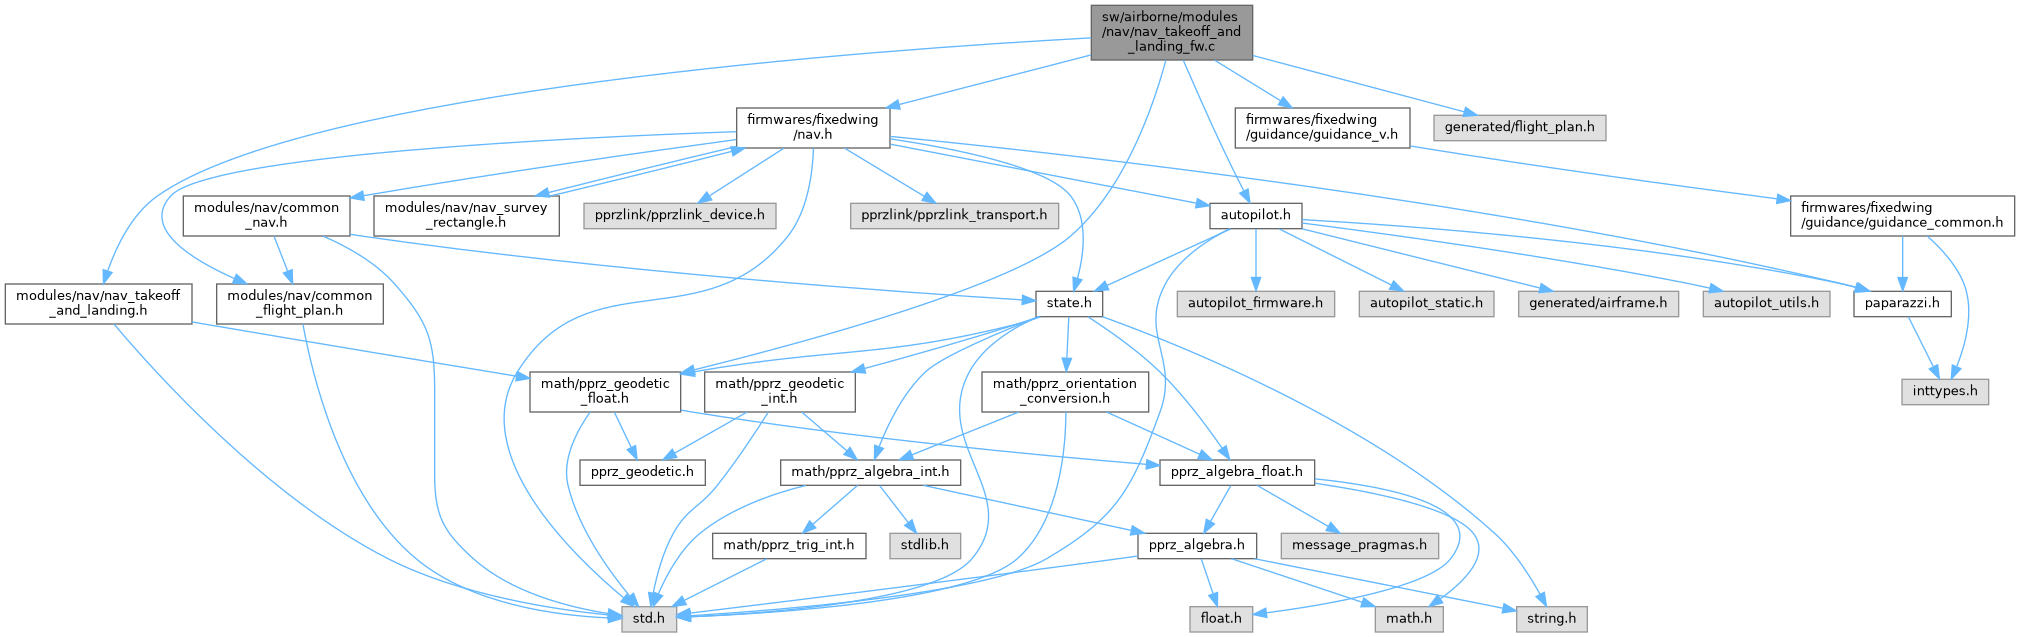 sw/airborne/modules
/nav/nav_takeoff_and
_landing_fw.c
firmwares/fixedwing
/nav.h
firmwares/fixedwing
/guidance/guidance_v.h
generated/flight_plan.h
modules/nav/common
_nav.h
modules/nav/nav_survey
_rectangle.h
pprzlink/pprzlink_device.h
pprzlink/pprzlink_transport.h
autopilot.h
firmwares/fixedwing
/guidance/guidance_common.h
modules/nav/nav_takeoff
_and_landing.h
modules/nav/common
_flight_plan.h
state.h
autopilot_firmware.h
autopilot_static.h
generated/airframe.h
autopilot_utils.h
paparazzi.h
math/pprz_geodetic
_float.h
math/pprz_geodetic
_int.h
math/pprz_orientation
_conversion.h
inttypes.h
pprz_geodetic.h
math/pprz_algebra_int.h
pprz_algebra_float.h
math/pprz_trig_int.h
stdlib.h
pprz_algebra.h
message_pragmas.h
std.h
float.h
math.h
string.h